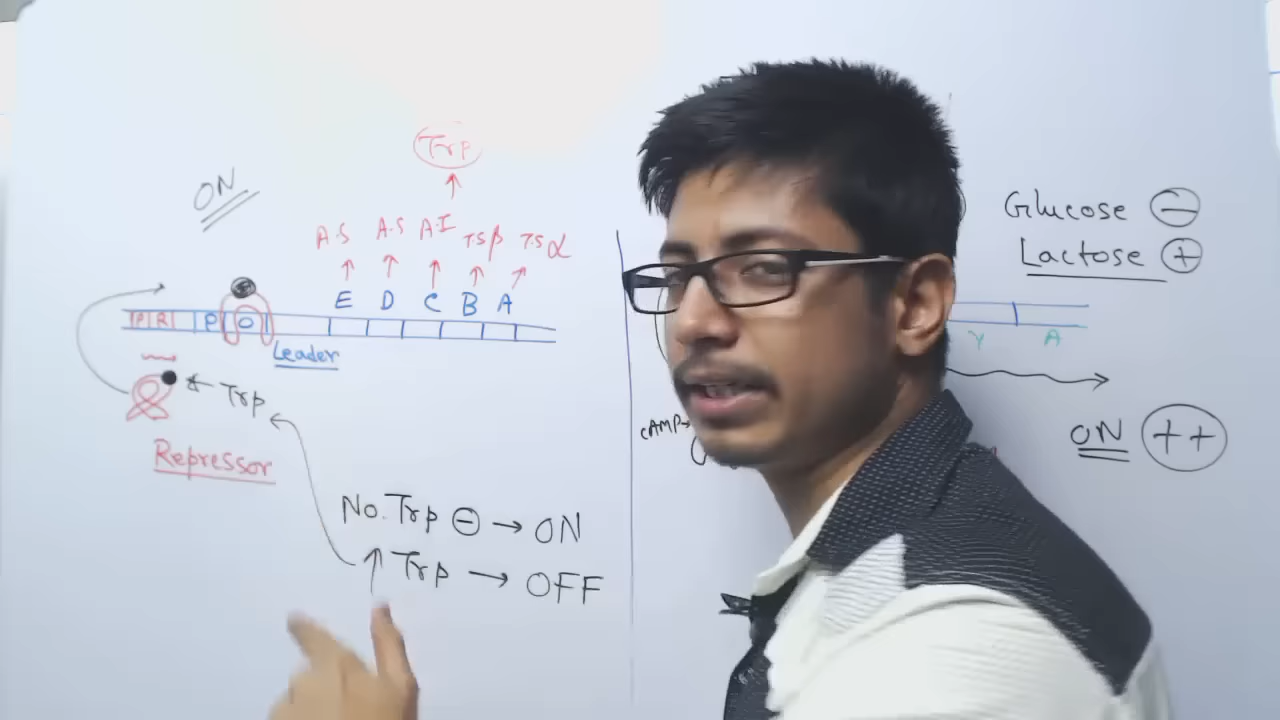 Trp
ON
A.S A.S A.I TSβ TSα
E D C B A
P R P O
Leader
Trp
Repressor
No. Trp ⊖ → ON
↑ Trp → OFF
Glucose ⊖
Lactose ⊕
Y A
CAMP→
ON ++